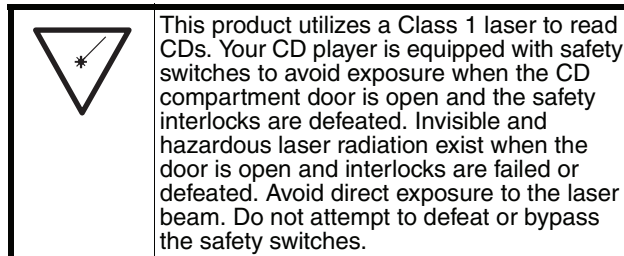 This product utilizes a Class 1 laser to read
CDs. Your CD player is equipped with safety
switches to avoid exposure when the CD
compartment door is open and the safety
interlocks are defeated. Invisible and
hazardous laser radiation exist when the
door is open and interlocks are failed or
defeated. Avoid direct exposure to the laser
beam. Do not attempt to defeat or bypass
the safety switches.